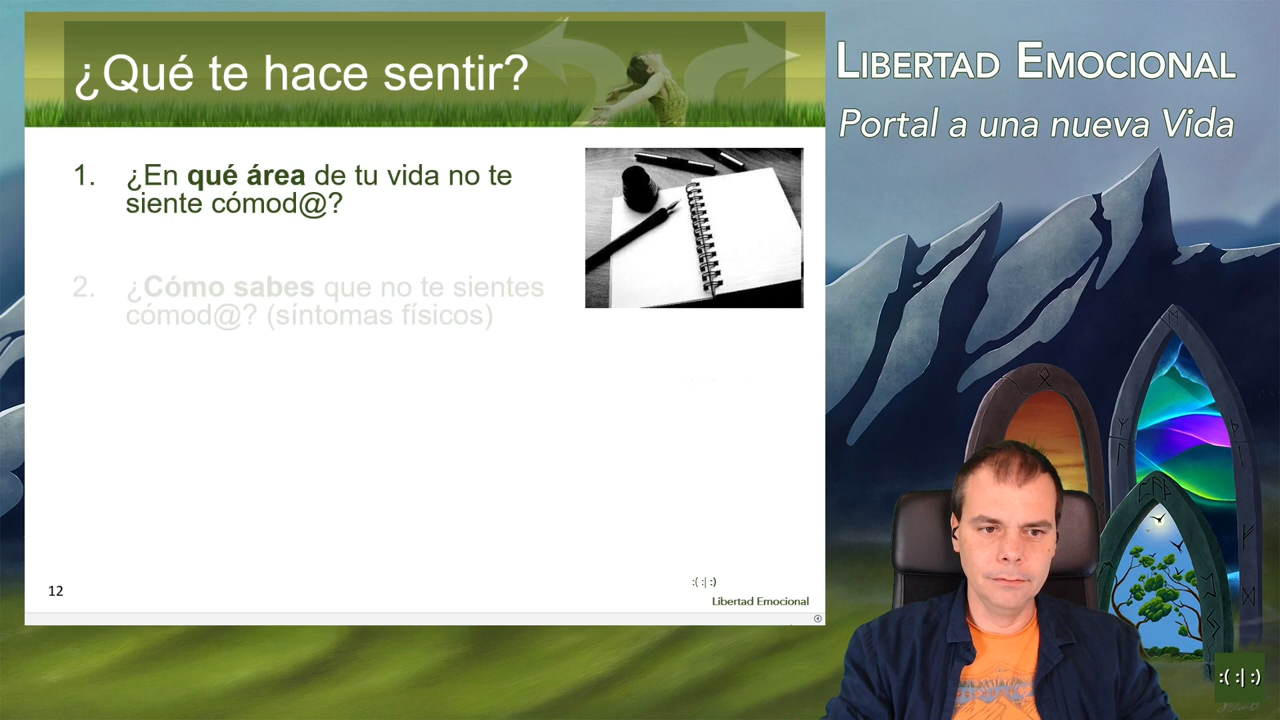 ¿Qué te hace sentir?
LIBERTAD EMOCIONAL
Portal a una nueva Vida
1. ¿En qué área de tu vida no te
siente cómod@?
2. ¿Cómo sabes que no te sientes
cómod@? (síntomas físicos)
12
:( :| :)
Libertad Emocional
:( :| :)